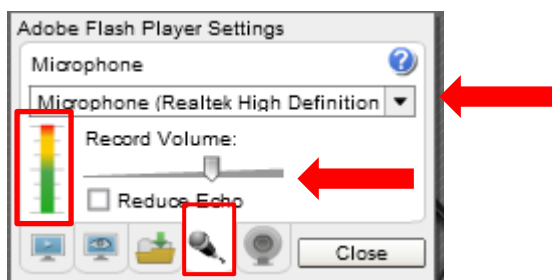 Adobe Flash Player Settings
Microphone
?
Microphone (Realtek High Definition
Record Volume:
Reduce Echo
Close